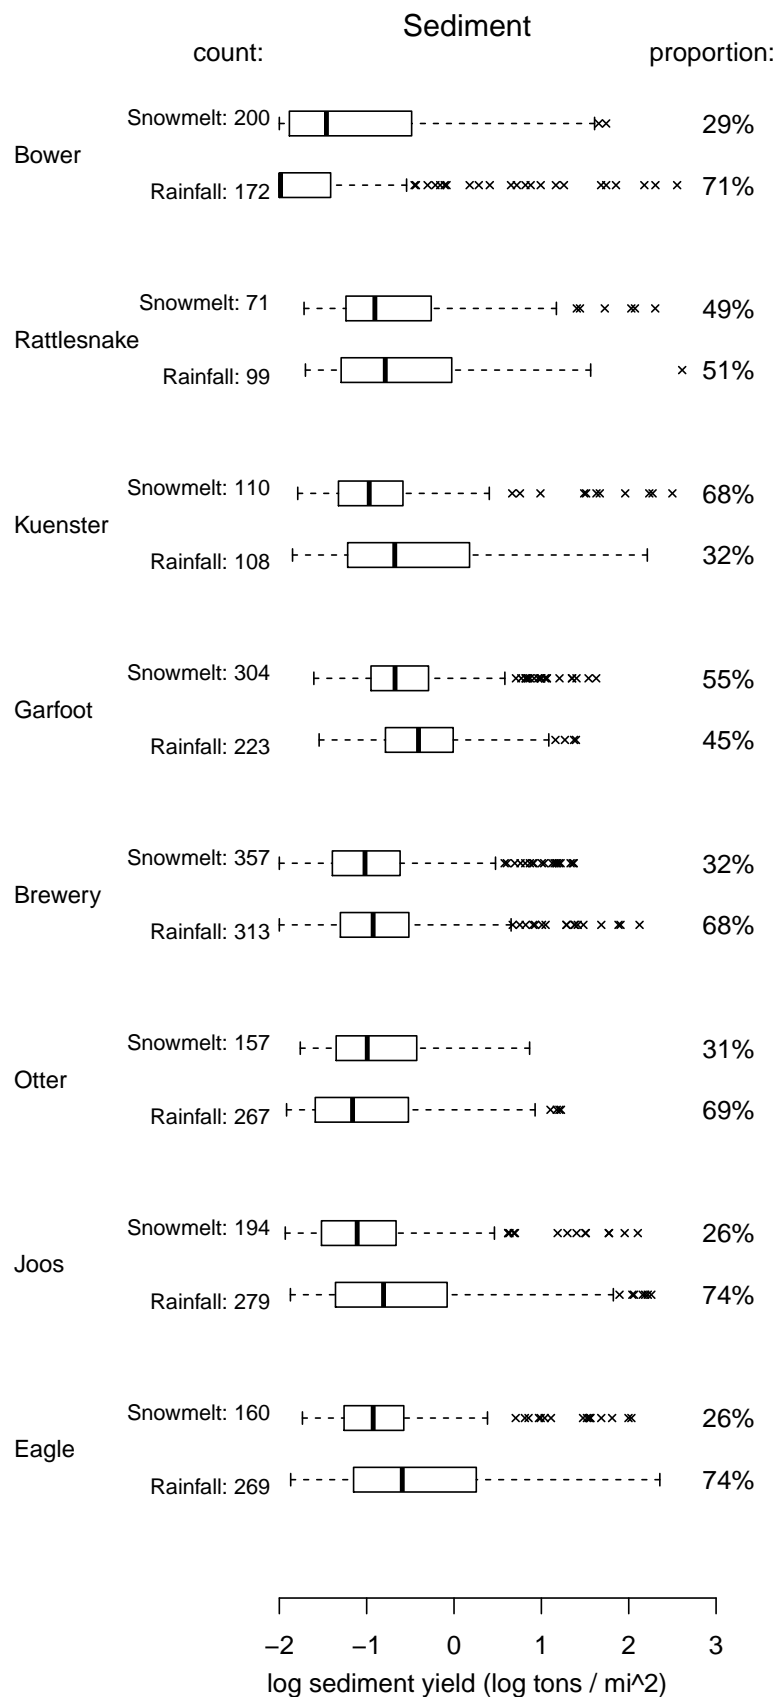 Sediment
count: proportion:
Snowmelt: 200 29%
Bower
Rainfall: 172 71%
Snowmelt: 71 49%
Rattlesnake
Rainfall: 99 51%
Snowmelt: 110 68%
Kuenster
Rainfall: 108 32%
Snowmelt: 304 55%
Garfoot
Rainfall: 223 45%
Snowmelt: 357 32%
Brewery
Rainfall: 313 68%
Snowmelt: 157 31%
Otter
Rainfall: 267 69%
Snowmelt: 194 26%
Joos
Rainfall: 279 74%
Snowmelt: 160 26%
Eagle
Rainfall: 269 74%
−2 −1 0 1 2 3
log sediment yield (log tons / mi^2)